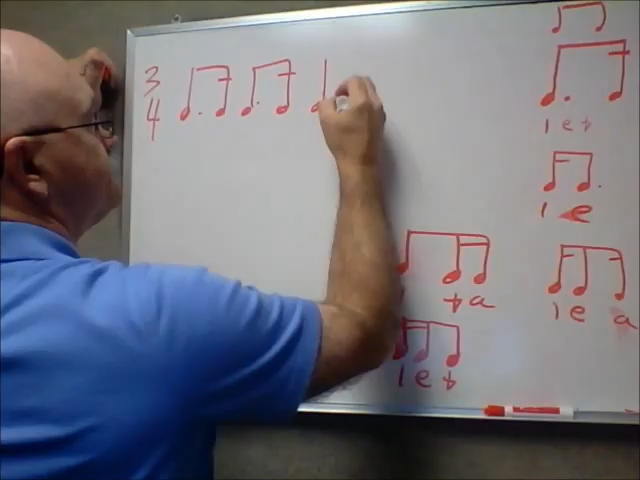 3
4
1 e +
1 e
+ a
1 e a
1 e +